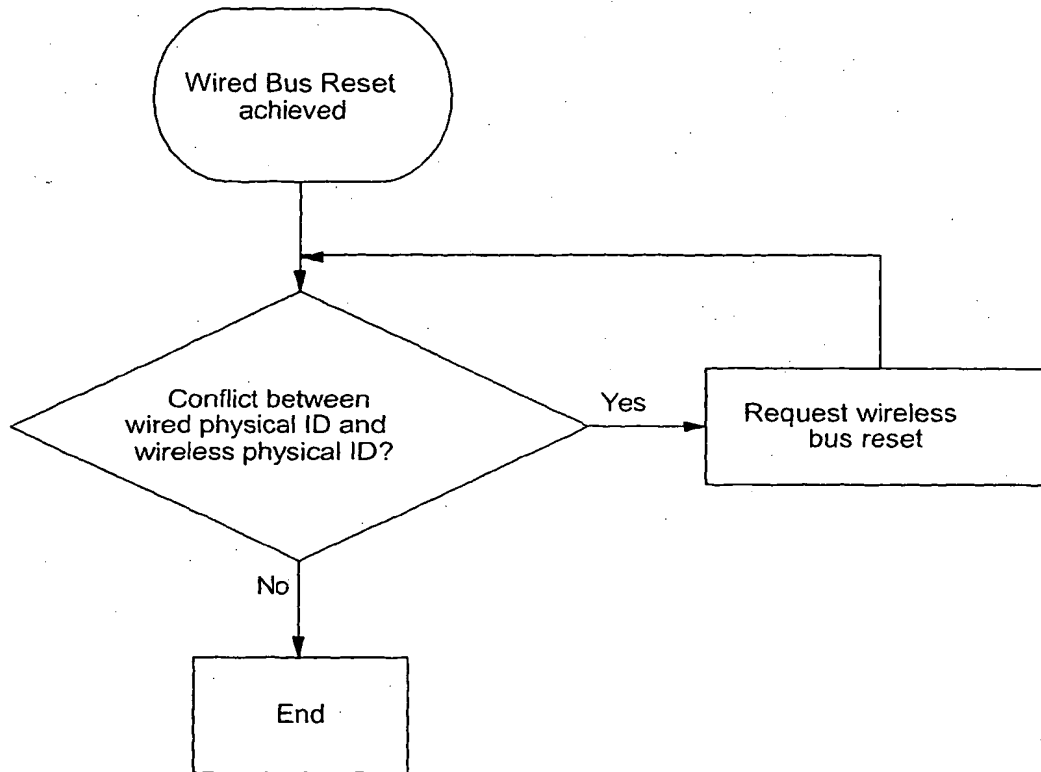 Wired Bus Reset
achieved
Conflict between
wired physical ID and
wireless physical ID?
Yes
Request wireless
bus reset
No
End